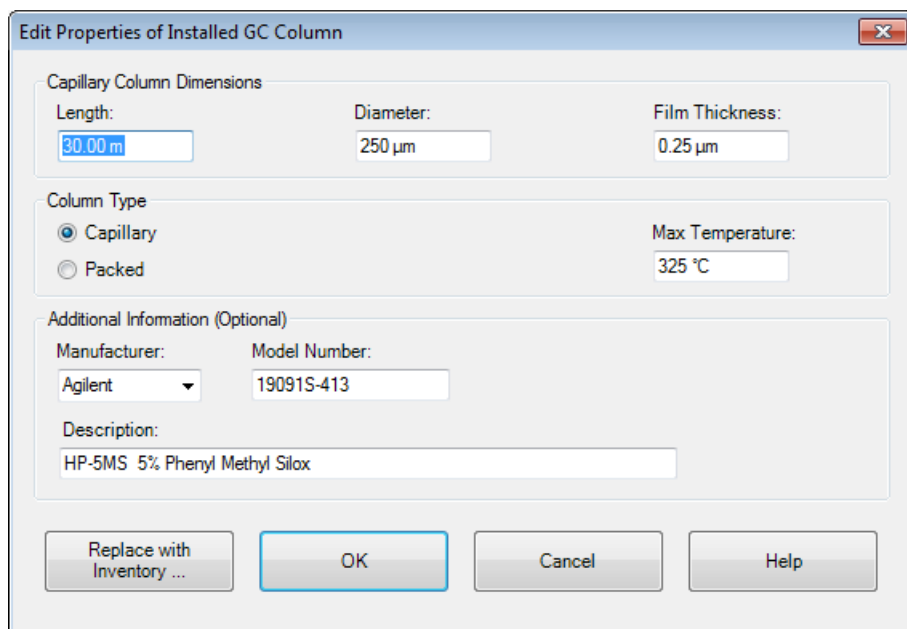 Edit Properties of Installed GC Column
Capillary Column Dimensions
Length: Diameter: Film Thickness:
30.00 m 250 µm 0.25 µm
Column Type
Capillary
Max Temperature:
Packed
325 °C
Additional Information (Optional)
Manufacturer: Model Number:
Agilent 19091S-413
Description:
HP-5MS 5% Phenyl Methyl Silox
Replace with
Inventory ...
OK Cancel Help